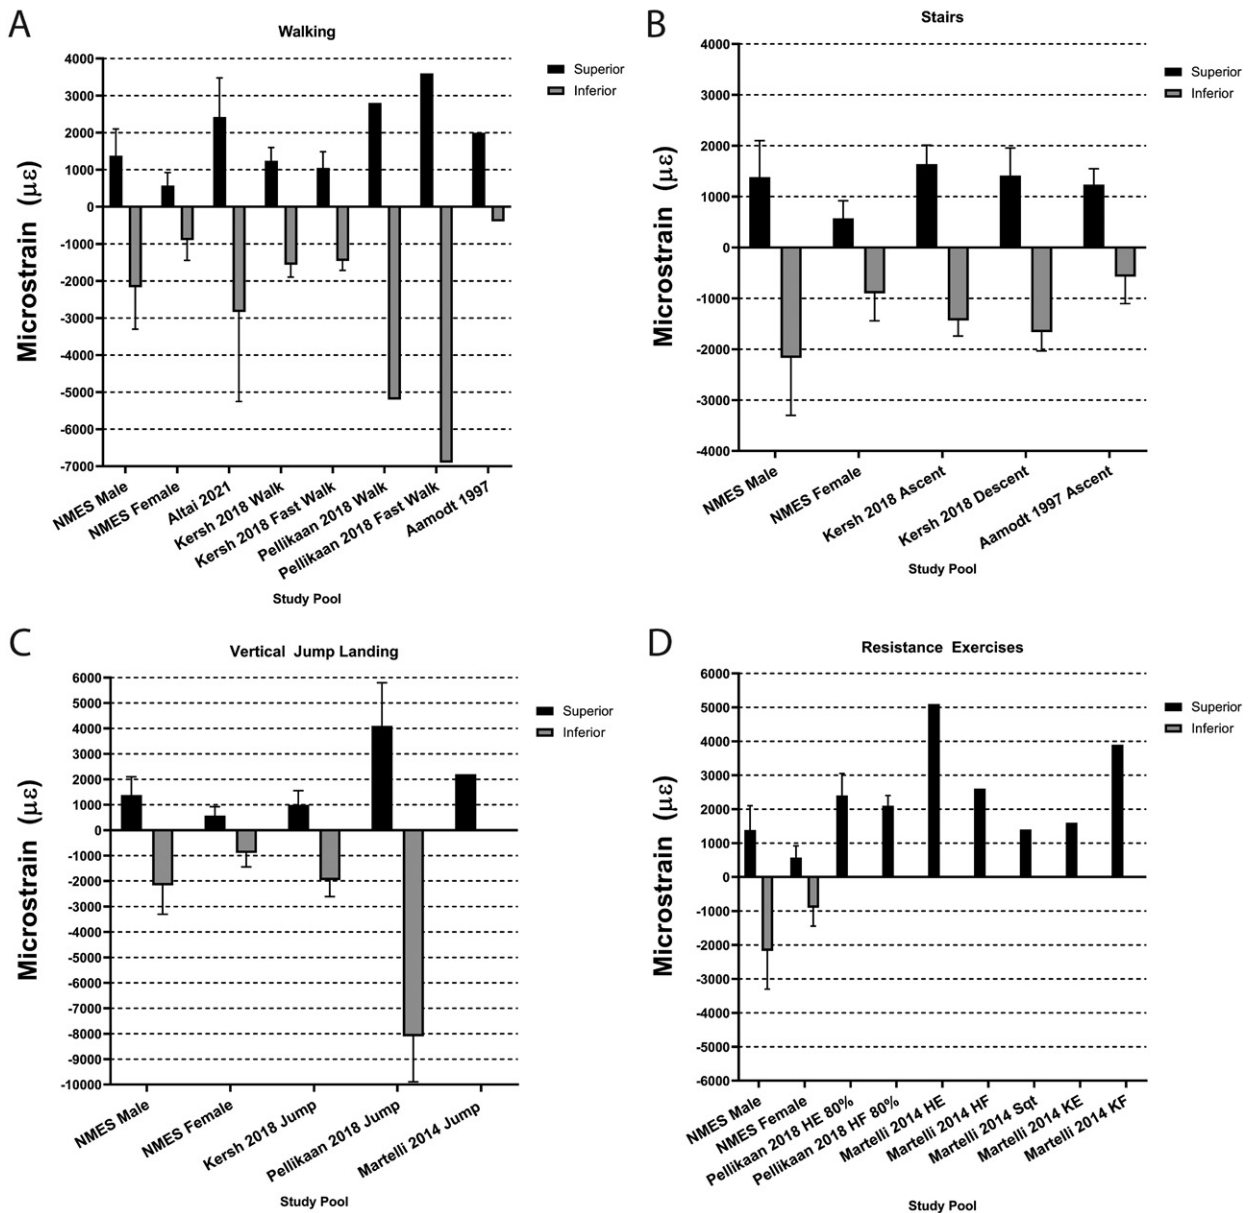 A
Walking
4000
3000
2000
1000
0
-1000
-2000
-3000
-4000
-5000
-6000
-7000
Microstrain (με)
Superior
Inferior
NMES Male
NMES Female
Altai 2021
Kersh 2018 Walk
Kersh 2018 Fast Walk
Pellikaan 2018 Walk
Pellikaan 2018 Fast Walk
Aamodt 1997
Study Pool
B
Stairs
4000
3000
2000
1000
0
-1000
-2000
-3000
-4000
Microstrain (με)
Superior
Inferior
NMES Male
NMES Female
Kersh 2018 Ascent
Kersh 2018 Descent
Aamodt 1997 Ascent
Study Pool
C
Vertical Jump Landing
6000
5000
4000
3000
2000
1000
0
-1000
-2000
-3000
-4000
-5000
-6000
-7000
-8000
-9000
-10000
Microstrain (με)
Superior
Inferior
NMES Male
NMES Female
Kersh 2018 Jump
Pellikaan 2018 Jump
Martelli 2014 Jump
Study Pool
D
Resistance Exercises
6000
5000
4000
3000
2000
1000
0
-1000
-2000
-3000
-4000
-5000
-6000
Microstrain (με)
Superior
Inferior
NMES Male
NMES Female
Pellikaan 2018 HE 80%
Pellikaan 2018 HF 80%
Martelli 2014 HE
Martelli 2014 HF
Martelli 2014 Sqt
Martelli 2014 KE
Martelli 2014 KF
Study Pool